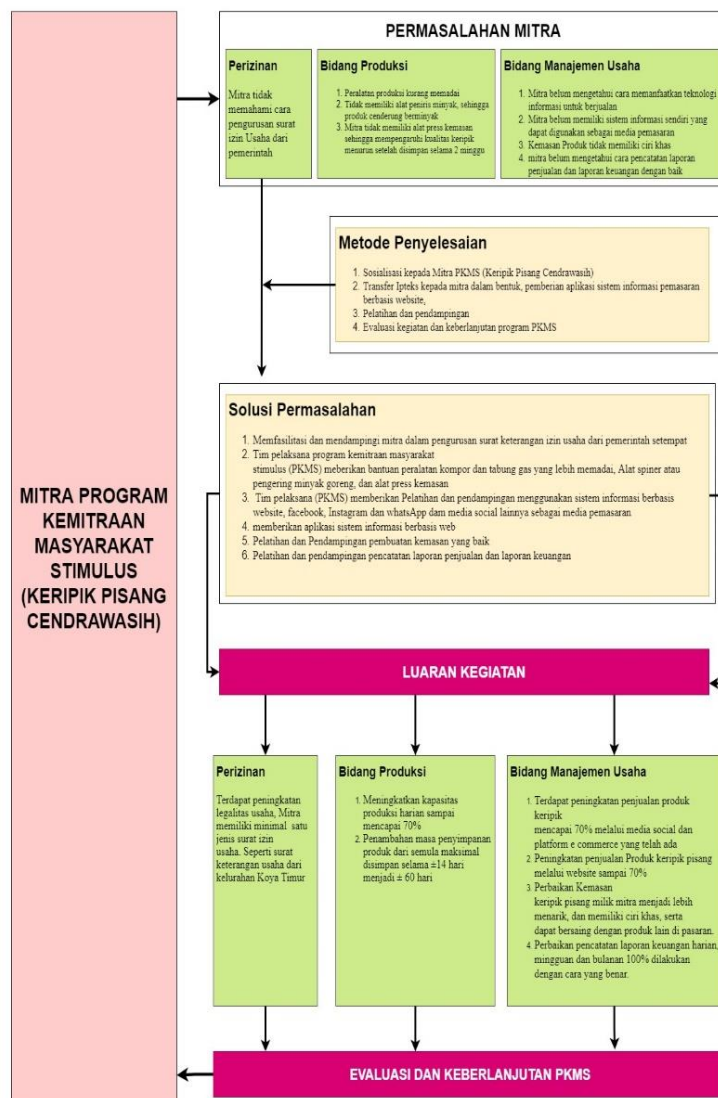 MITRA PROGRAM
KEMITRAAN
MASYARAKAT
STIMULUS
(KERIPIK PISANG
CENDRAWASIH)
PERMASALAHAN MITRA
Perizinan
Mitra tidak
memahami cara
pengurusan surat
izin Usaha dari
pemerintah
Bidang Produksi
1. Peralatan produksi kurang memadai
2. Tidak memiliki alat peniris minyak, sehingga
produk cenderung berminyak
3. Mitra tidak memiliki alat press kemasan
sehingga mempengaruhi kualitas keripik
menurun setelah disimpan selama 2 minggu
Bidang Manajemen Usaha
1. Mitra belum mengetahui cara memanfaatkan teknologi
informasi untuk berjualan
2. Mitra belum memiliki sistem informasi sendiri yang
dapat digunakan sebagai media pemasaran
3. Kemasan Produk tidak memiliki ciri khas
4. mitra belum mengetahui cara pencatatan laporan
penjualan dan laporan keuangan dengan baik
Metode Penyelesaian
1. Sosialisasi kepada Mitra PKMS (Keripik Pisang Cendrawasih)
2. Transfer Ipteks kepada mitra dalam bentuk, pemberian aplikasi sistem informasi pemasaran
berbasis website,
3. Pelatihan dan pendampingan
4. Evaluasi kegiatan dan keberlanjutan program PKMS
Solusi Permasalahan
1. Memfasilitasi dan mendampingi mitra dalam pengurusan surat keterangan izin usaha dari pemerintah setempat
2. Tim pelaksana program kemitraan masyarakat
stimulus (PKMS) meberikan bantuan peralatan kompor dan tabung gas yang lebih memadai, Alat spiner atau
pengering minyak goreng, dan alat press kemasan
3. Tim pelaksana (PKMS) memberikan Pelatihan dan pendampingan menggunakan sistem informasi berbasis
website, facebook, Instagram dan whatsApp dam media social lainnya sebagai media pemasaran
4. memberikan aplikasi sistem informasi berbasis web
5. Pelatihan dan Pendampingan pembuatan kemasan yang baik
6. Pelatihan dan pendampingan pencatatan laporan penjualan dan laporan keuangan
LUARAN KEGIATAN
Perizinan
Terdapat peningkatan
legalitas usaha, Mitra
memiliki minimal satu
jenis surat izin
usaha. Seperti surat
keterangan usaha dari
kelurahan Koya Timur
Bidang Produksi
1. Meningkatkan kapasitas
produksi harian sampai
mencapai 70%
2. Penambahan masa penyimpanan
produk dari semula maksimal
disimpan selama ±14 hari
menjadi ± 60 hari
Bidang Manajemen Usaha
1. Terdapat peningkatan penjualan produk
keripik
mencapai 70% melalui media social dan
platform e commerce yang telah ada
2. Peningkatan penjualan Produk keripik pisang
melalui website sampai 70%
3. Perbaikan Kemasan
keripik pisang milik mitra menjadi lebih
menarik, dan memiliki ciri khas, serta
dapat bersaing dengan produk lain di pasaran.
4. Perbaikan pencatatan laporan keuangan harian,
mingguan dan bulanan 100% dilakukan
dengan cara yang benar.
EVALUASI DAN KEBERLANJUTAN PKMS